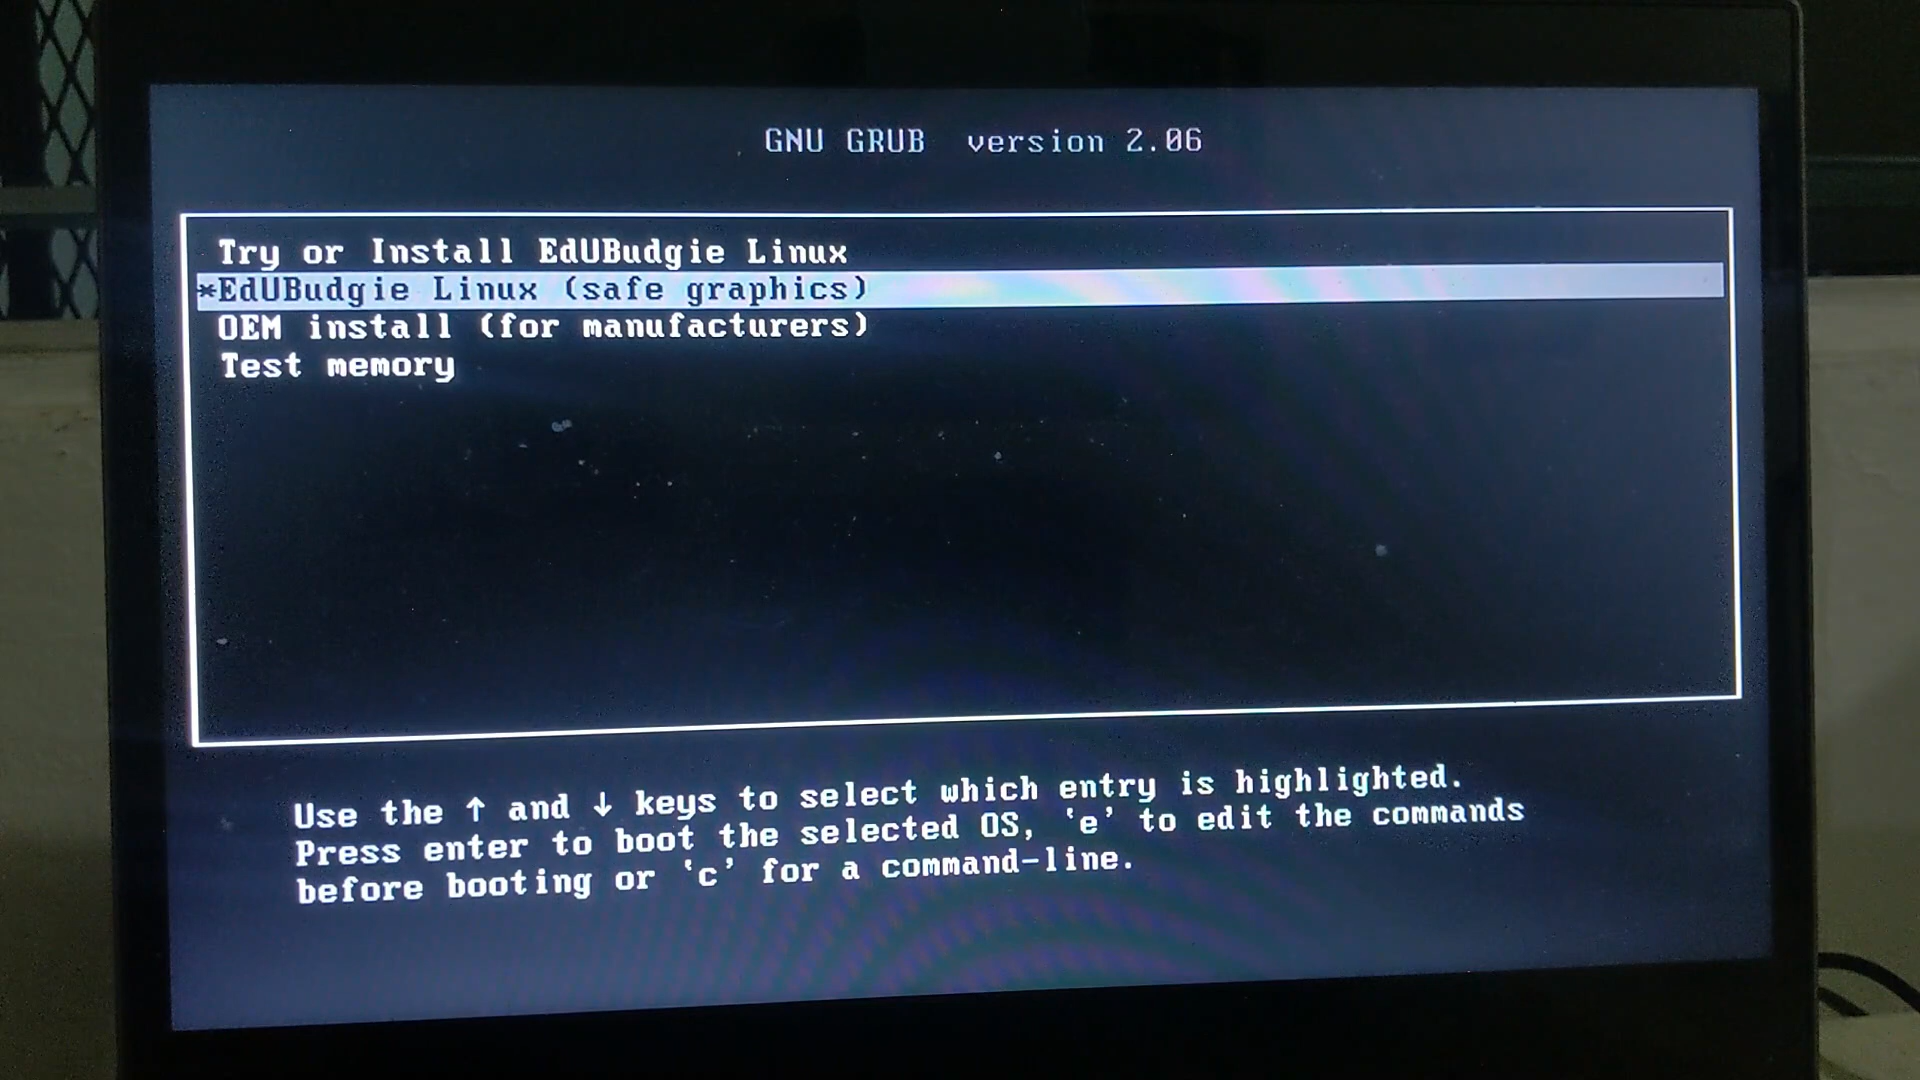 GNU GRUB version 2.06
Try or Install EdUBudgie Linux
*EdUBudgie Linux (safe graphics)
OEM install (for manufacturers)
Test memory
Use the ↑ and ↓ keys to select which entry is highlighted.
Press enter to boot the selected OS, `e' to edit the commands
before booting or `c' for a command-line.